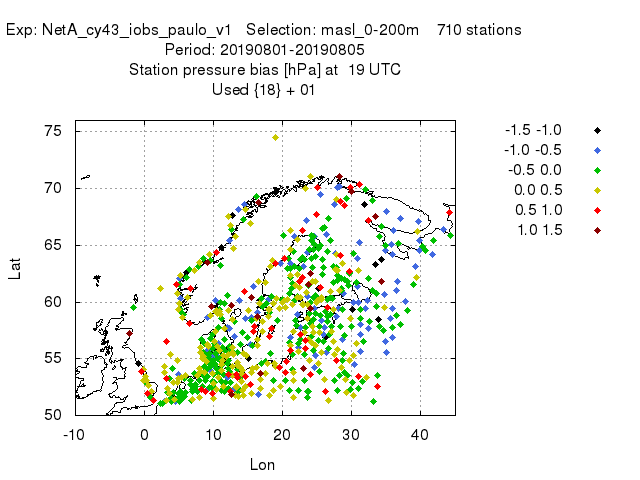 Exp: NetA_cy43_iobs_paulo_v1 Selection: masl_0-200m 710 stations
Period: 20190801-20190805
Station pressure bias [hPa] at 19 UTC
Used {18} + 01
-1.5 -1.0
-1.0 -0.5
-0.5 0.0
0.0 0.5
0.5 1.0
1.0 1.5
75
70
65
60
55
50
Lat
-10 0 10 20 30 40
Lon